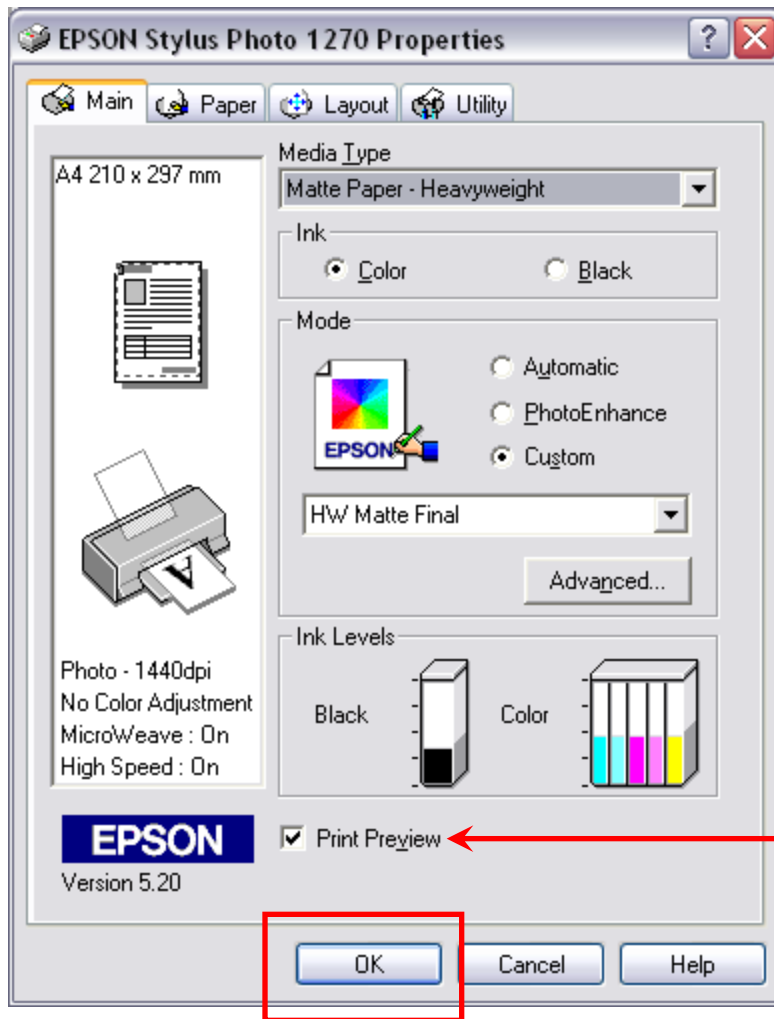 EPSON Stylus Photo 1270 Properties
Main Paper Layout Utility
A4 210 x 297 mm
Media Type
Matte Paper - Heavyweight
Ink
Color Black
Mode
EPSON
Automatic
PhotoEnhance
Custom
HW Matte Final
Advanced...
A
Photo - 1440dpi
No Color Adjustment
MicroWeave : On
High Speed : On
Ink Levels
Black Color
EPSON
Version 5.20
Print Preview
OK Cancel Help